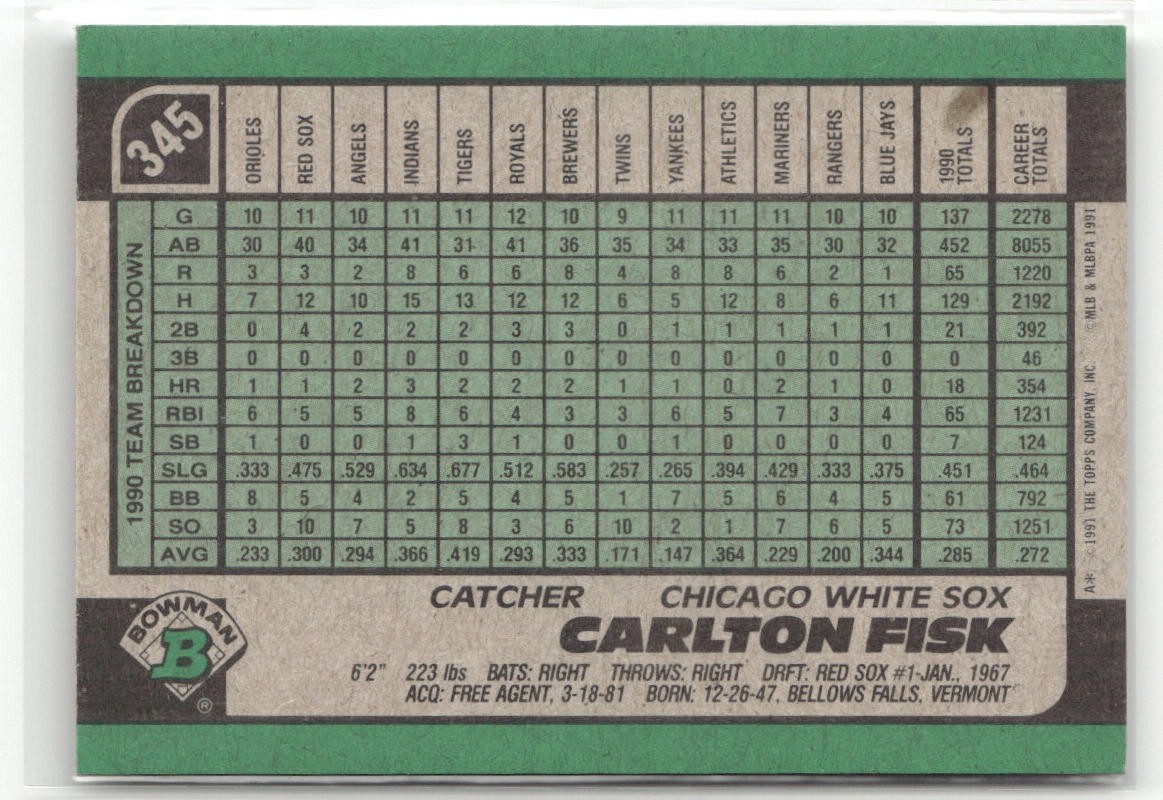 345 ORIOLES RED SOX ANGELS INDIANS TIGERS ROYALS BREWERS TWINS YANKEES ATHLETICS MARINERS RANGERS BLUE JAYS 1990 TOTALS CAREER TOTALS
1990 TEAM BREAKDOWN
G 10 11 10 11 11 12 10 9 11 11 11 10 10 137 2278
AB 30 40 34 41 31 41 36 35 34 33 35 30 32 452 8055
R 3 3 2 8 6 6 8 4 8 8 6 2 1 65 1220
H 7 12 10 15 13 12 12 6 5 12 8 6 11 129 2192
2B 0 4 2 2 2 3 3 0 1 1 1 1 1 21 392
3B 0 0 0 0 0 0 0 0 0 0 0 0 0 0 46
HR 1 1 2 3 2 2 2 1 1 0 2 1 0 18 354
RBI 6 5 5 8 6 4 3 3 6 5 7 3 4 65 1231
SB 1 0 0 1 3 1 0 0 1 0 0 0 0 7 124
SLG .333 .475 .529 .634 .677 .512 .583 .257 .265 .394 .429 .333 .375 .451 .464
BB 8 5 4 2 5 4 5 1 7 5 6 4 5 61 792
SO 3 10 7 5 8 3 6 10 2 1 7 6 5 73 1251
AVG .233 .300 .294 .366 .419 .293 .333 .171 .147 .364 .229 .200 .344 .285 .272
A* ©1991 THE TOPPS COMPANY, INC. ©MLB & MLBPA 1991
CATCHER CHICAGO WHITE SOX
CARLTON FISK
BOWMAN
B
®
6'2" 223 lbs BATS: RIGHT THROWS: RIGHT DRFT: RED SOX #1-JAN., 1967
ACQ: FREE AGENT, 3-18-81 BORN: 12-26-47, BELLOWS FALLS, VERMONT